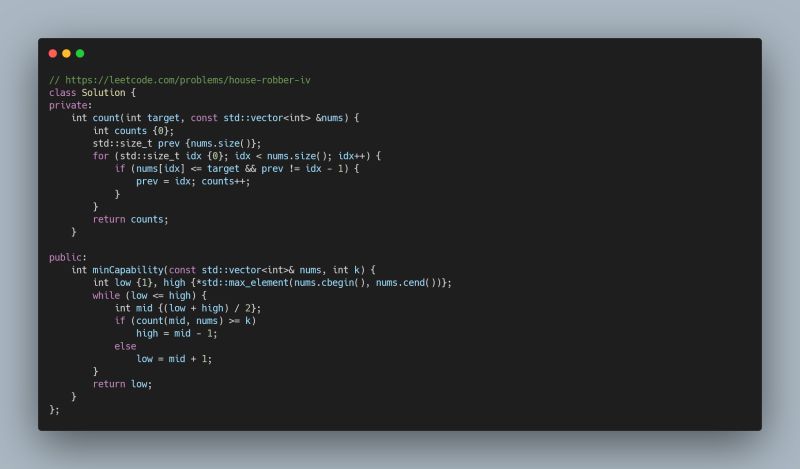 // https://leetcode.com/problems/house-robber-iv
class Solution {
private:
    int count(int target, const std::vector<int> &nums) {
        int counts {0};
        std::size_t prev {nums.size()};
        for (std::size_t idx {0}; idx < nums.size(); idx++) {
            if (nums[idx] <= target && prev != idx - 1) {
                prev = idx; counts++;
            }
        }
        return counts;
    }

public:
    int minCapability(const std::vector<int>& nums, int k) {
        int low {1}, high {*std::max_element(nums.cbegin(), nums.cend())};
        while (low <= high) {
            int mid {(low + high) / 2};
            if (count(mid, nums) >= k)
                high = mid - 1;
            else
                low = mid + 1;
        }
        return low;
    }
};